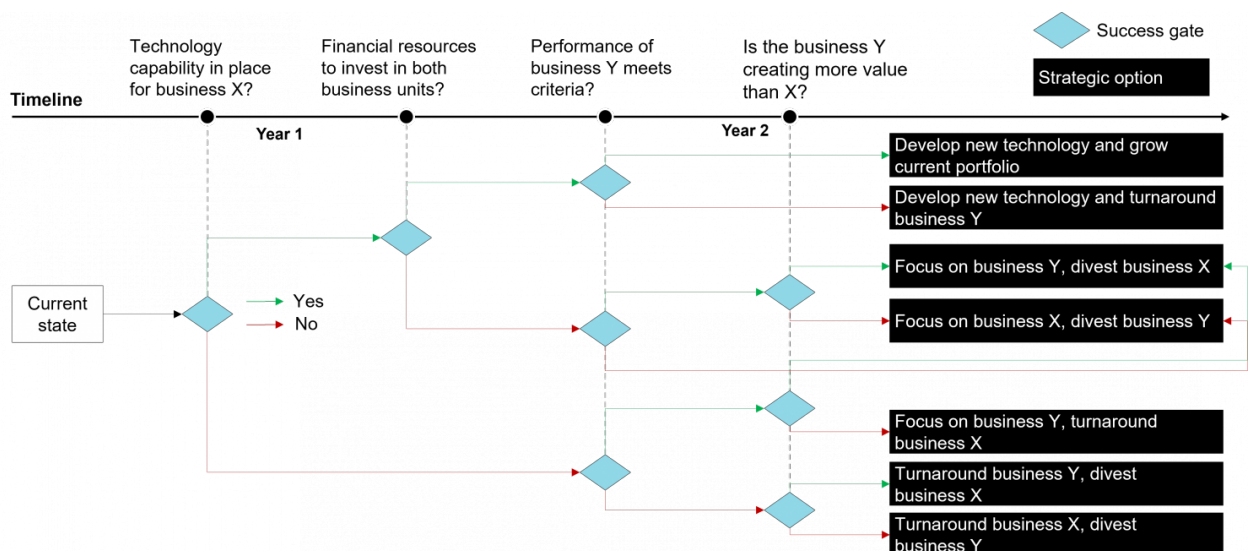 Technology
capability in place
for business X?
Financial resources
to invest in both
business units?
Performance of
business Y meets
criteria?
Is the business Y
creating more value
than X?
Success gate
Strategic option
Timeline
Year 1
Year 2
Develop new technology and grow
current portfolio
Develop new technology and turnaround
business Y
Focus on business Y, divest business X
Current
state
Yes
No
Focus on business X, divest business Y
Focus on business Y, turnaround
business X
Turnaround business Y, divest
business X
Turnaround business X, divest
business Y